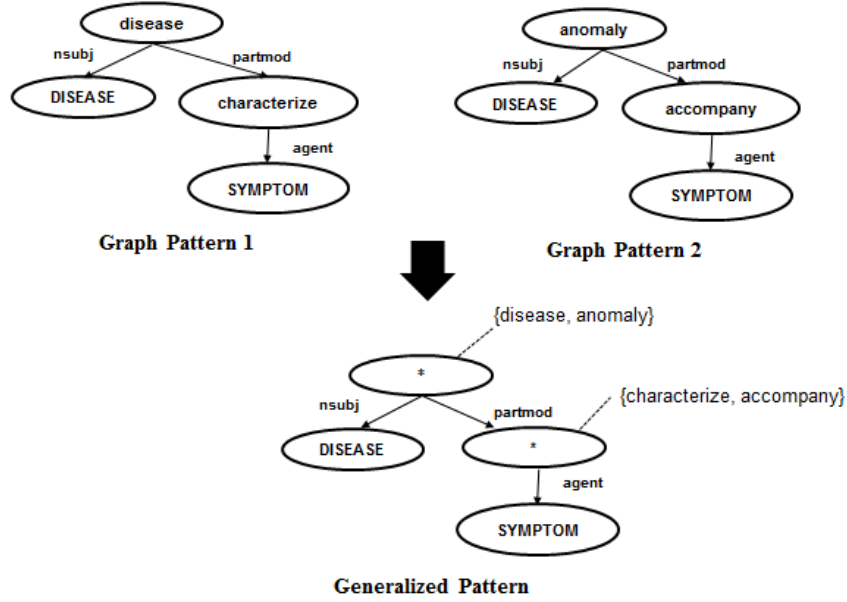 disease
nsubj
partmod
DISEASE
characterize
agent
SYMPTOM
Graph Pattern 1
anomaly
nsubj
partmod
DISEASE
accompany
agent
SYMPTOM
Graph Pattern 2
{disease, anomaly}
*
{characterize, accompany}
nsubj
partmod
DISEASE
*
agent
SYMPTOM
Generalized Pattern